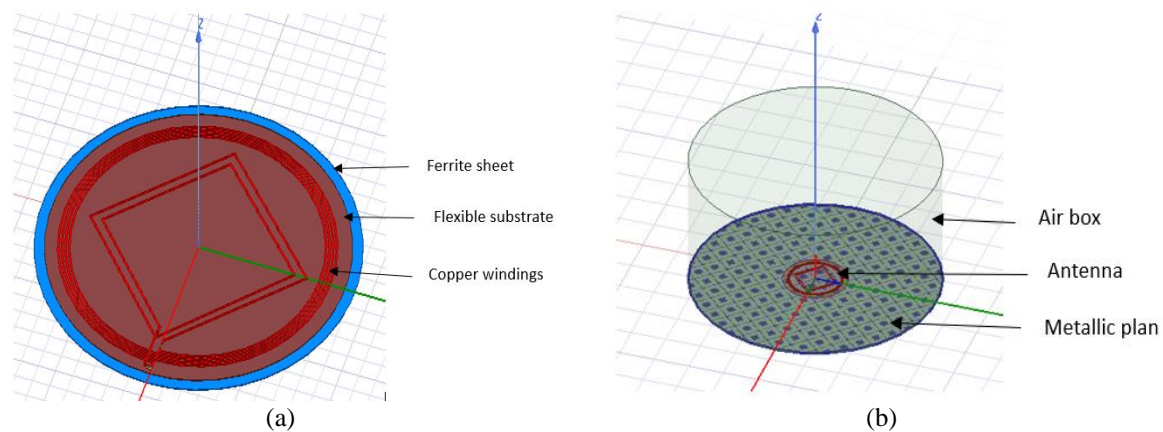 Z
Ferrite sheet
Flexible substrate
Copper windings
(a)
Z
Air box
Antenna
Metallic plan
(b)